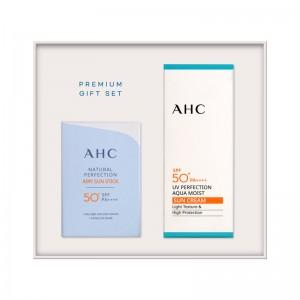 PREMIUM
GIFT SET
AHC
NATURAL
PERFECTION
AIRY SUN STICK
50+ SPF
PA++++
AHC
SPF
50+
PA++++
UV PERFECTION
AQUA MOIST
SUN CREAM
Light Texture &
High Protection